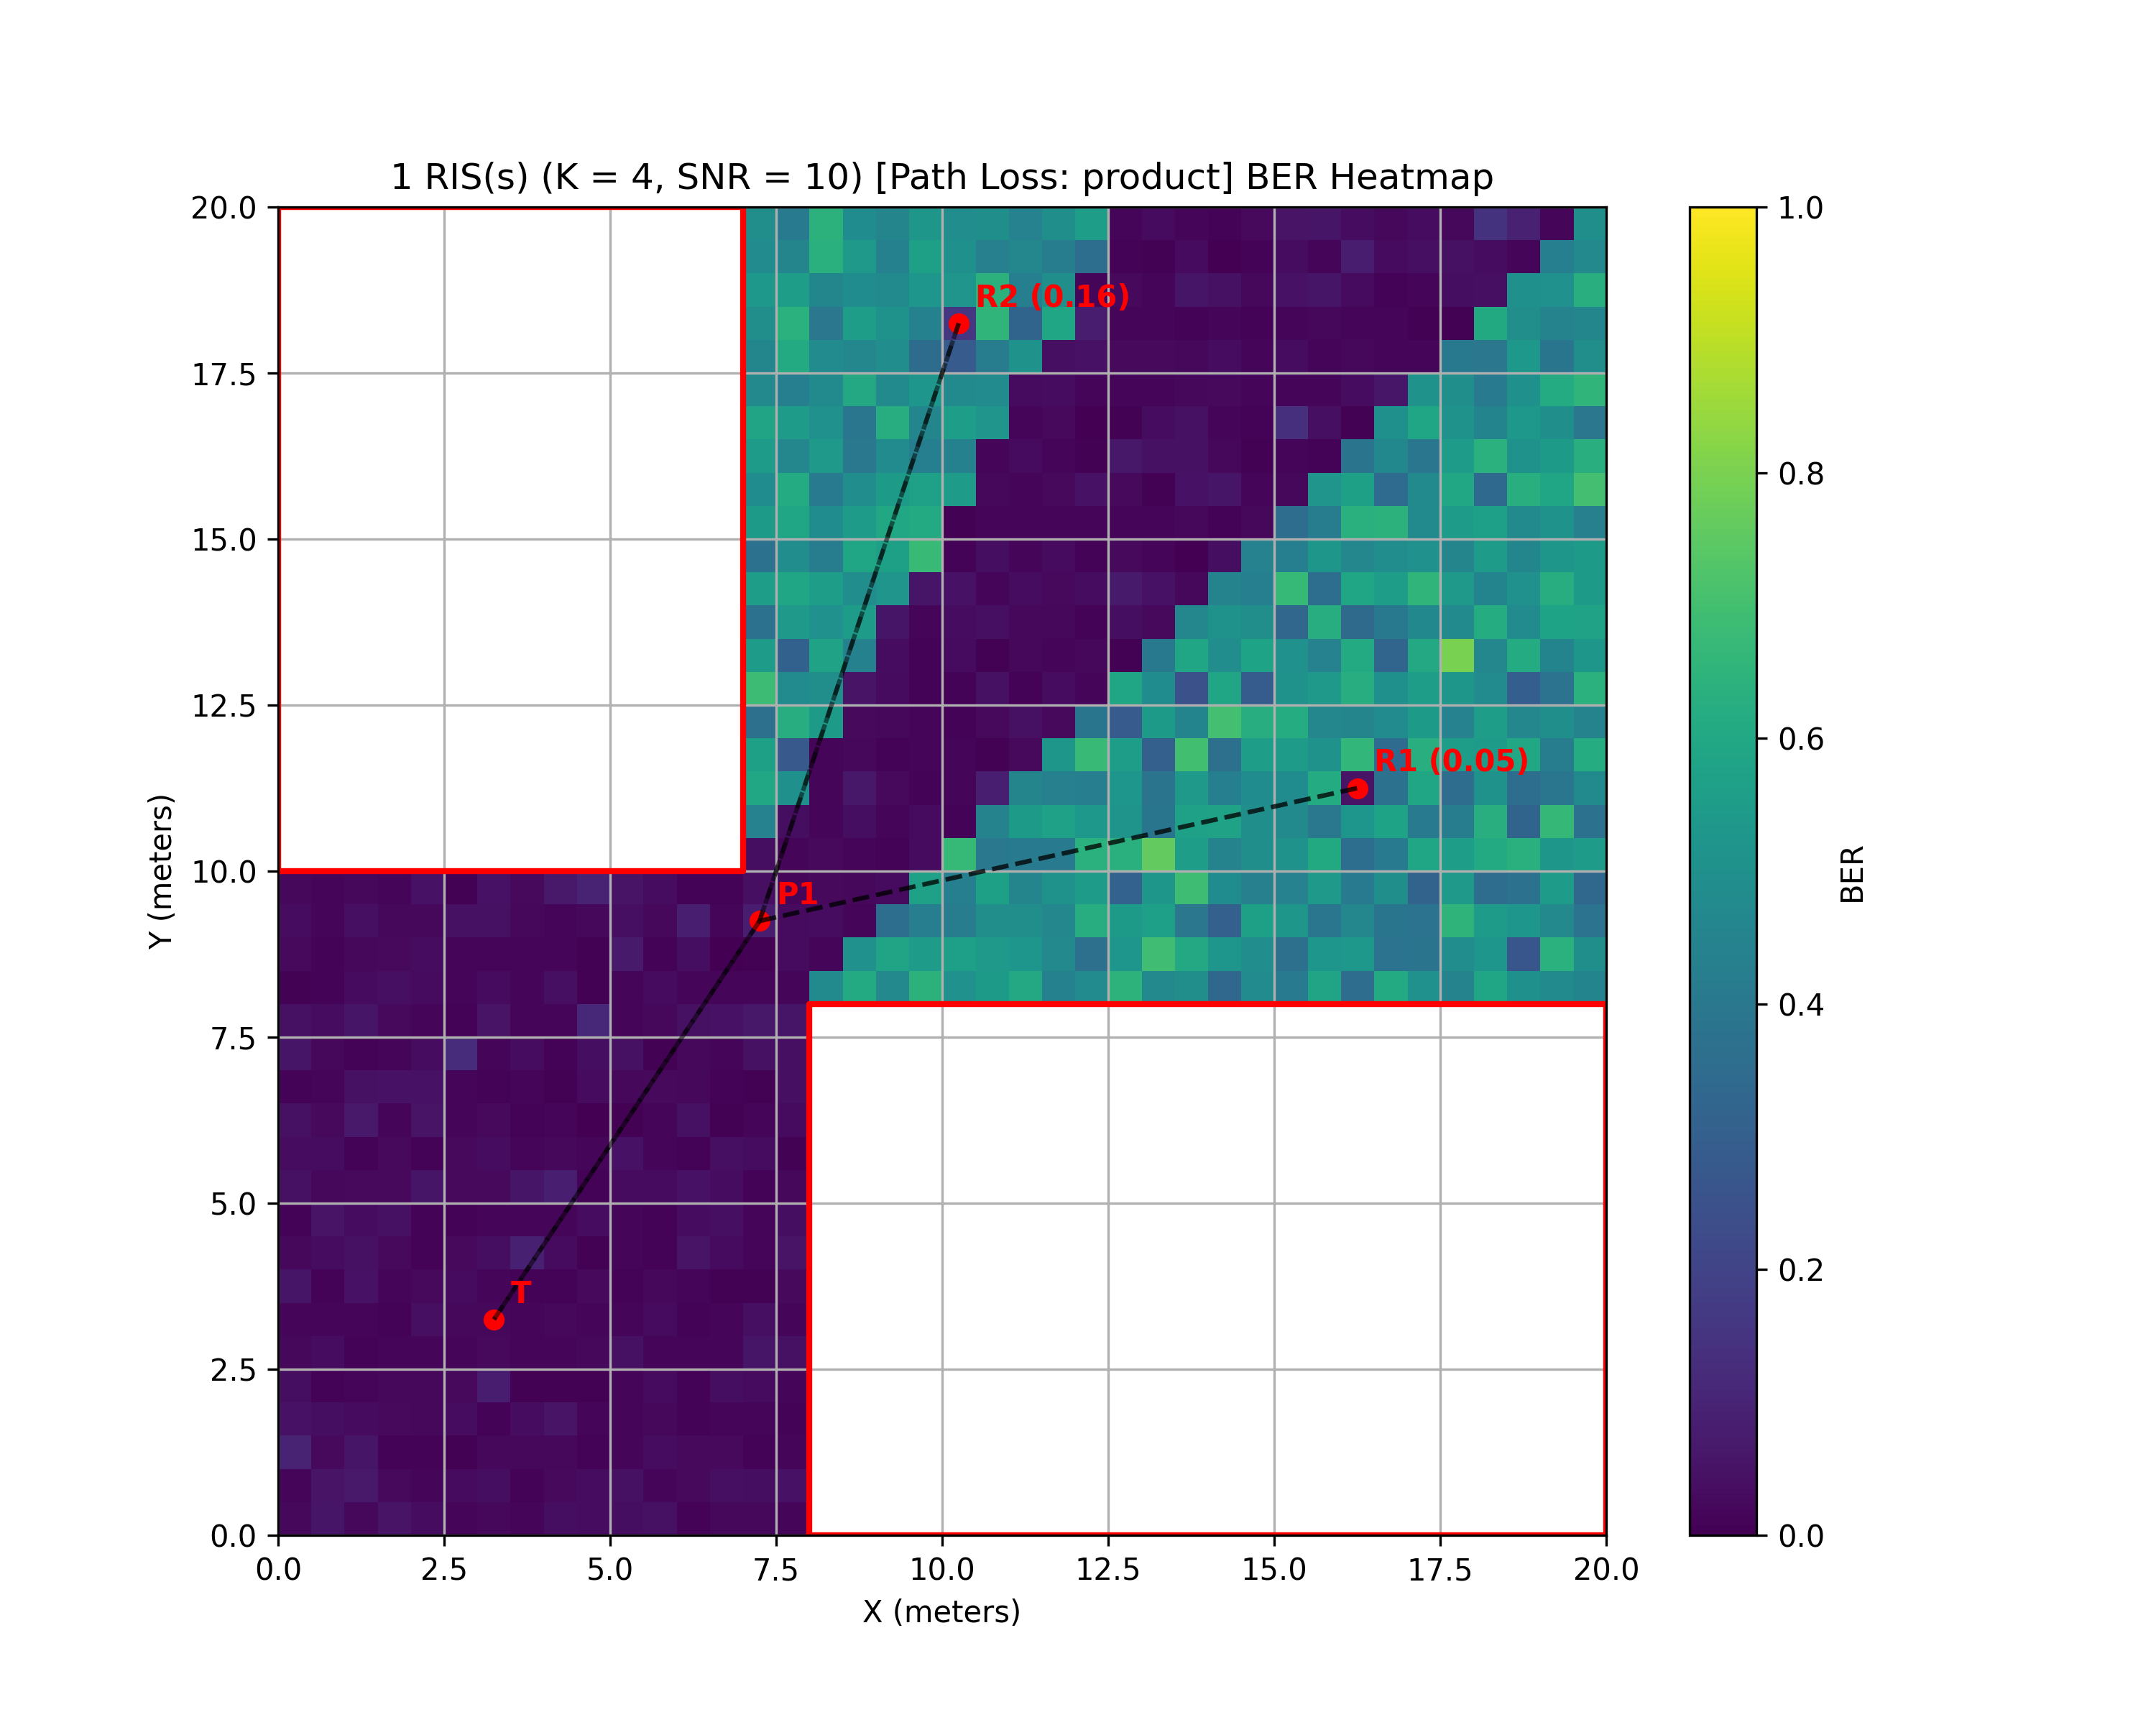 1 RIS(s) (K = 4, SNR = 10) [Path Loss: product] BER Heatmap
20.0
17.5
15.0
12.5
10.0
7.5
5.0
2.5
0.0
Y (meters)
R2 (0.16)
R1 (0.05)
P1
T
0.0 2.5 5.0 7.5 10.0 12.5 15.0 17.5 20.0
X (meters)
1.0
0.8
0.6
0.4
0.2
0.0
BER